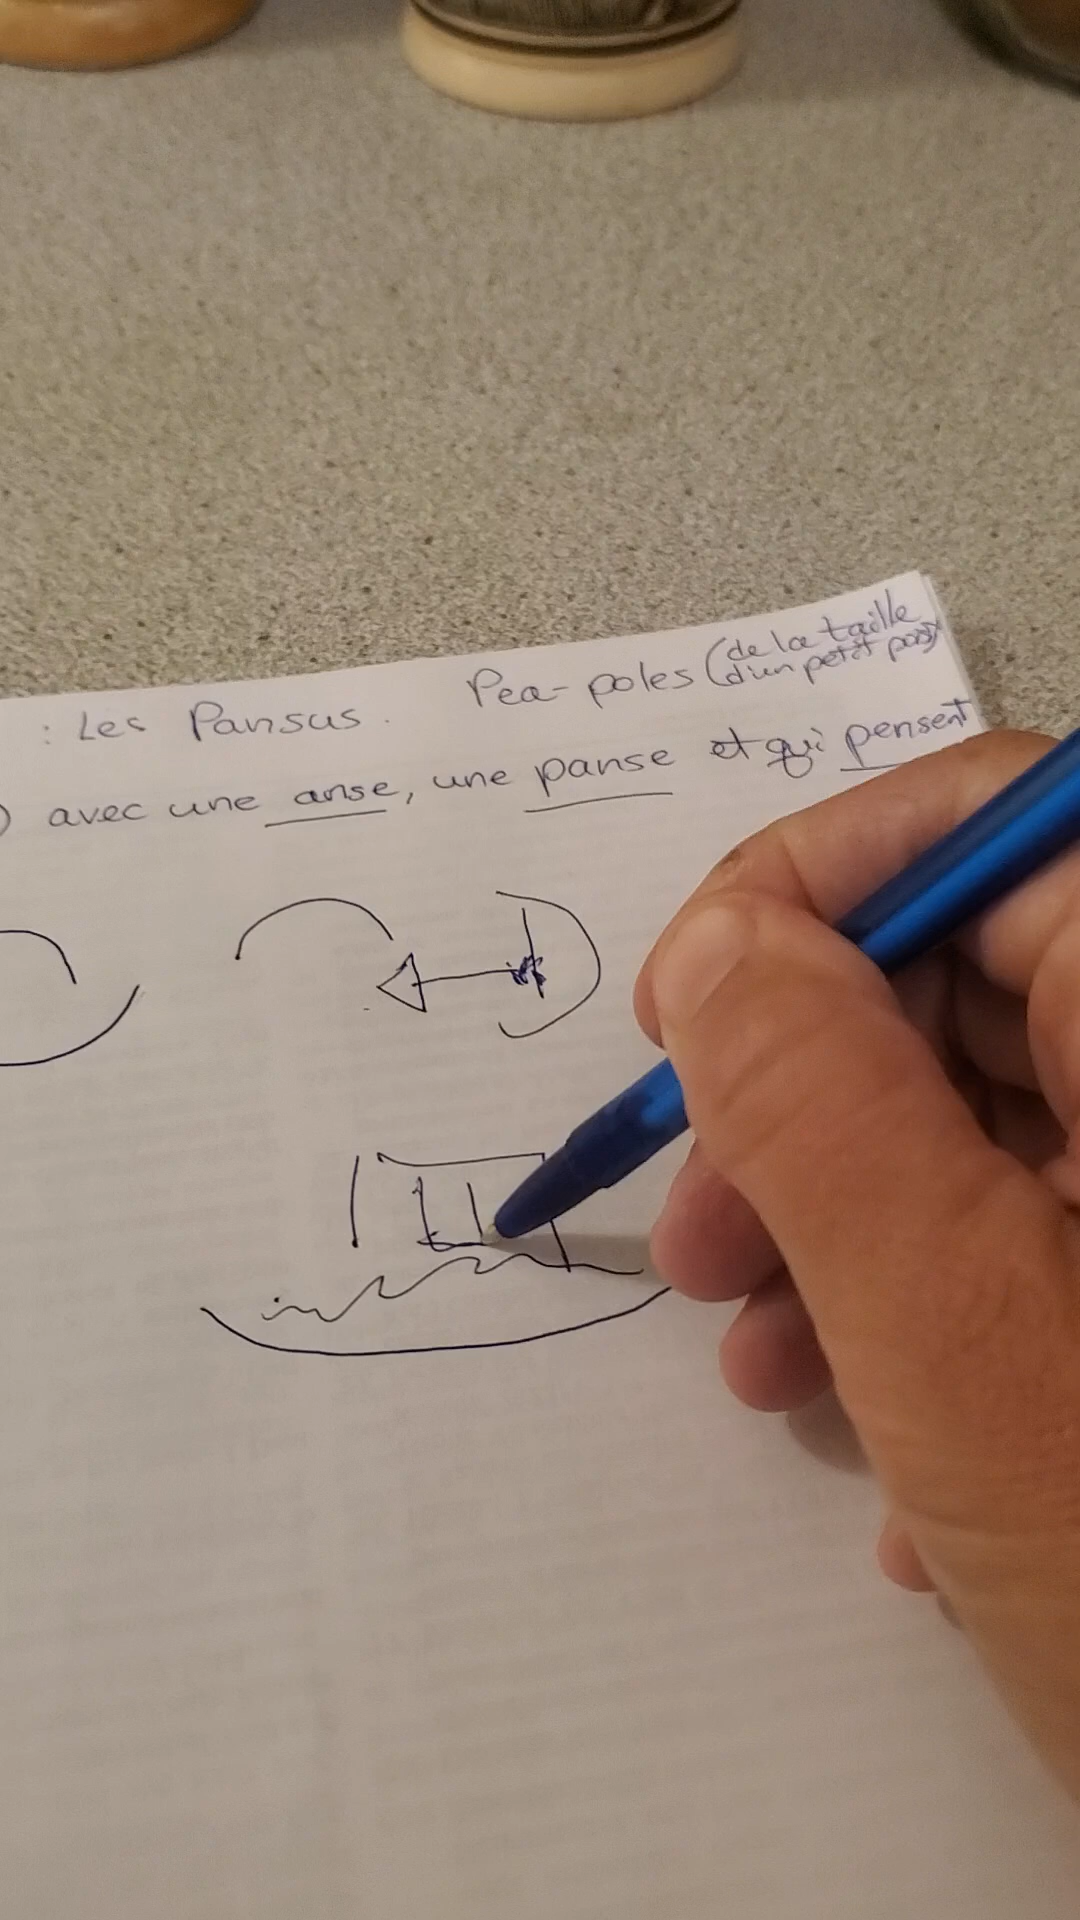 : Les Pansus. Pea-poles (de la taille
d'un petit pois)
) avec une anse, une panse et qui pensent